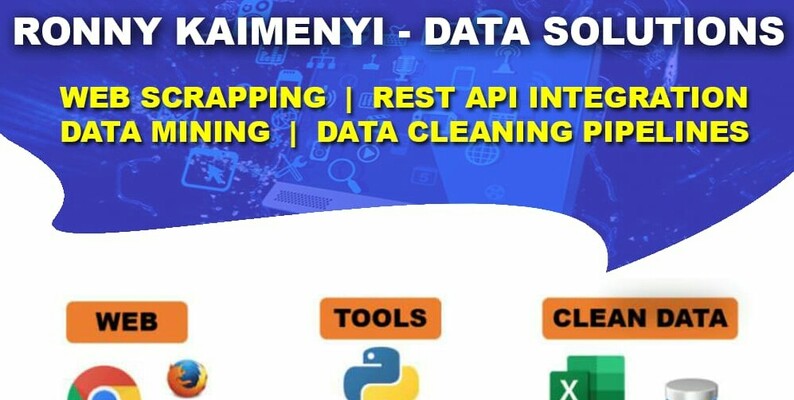 RONNY KAIMENYI - DATA SOLUTIONS
WEB SCRAPPING | REST API INTEGRATION
DATA MINING | DATA CLEANING PIPELINES
WEB
TOOLS
CLEAN DATA
X